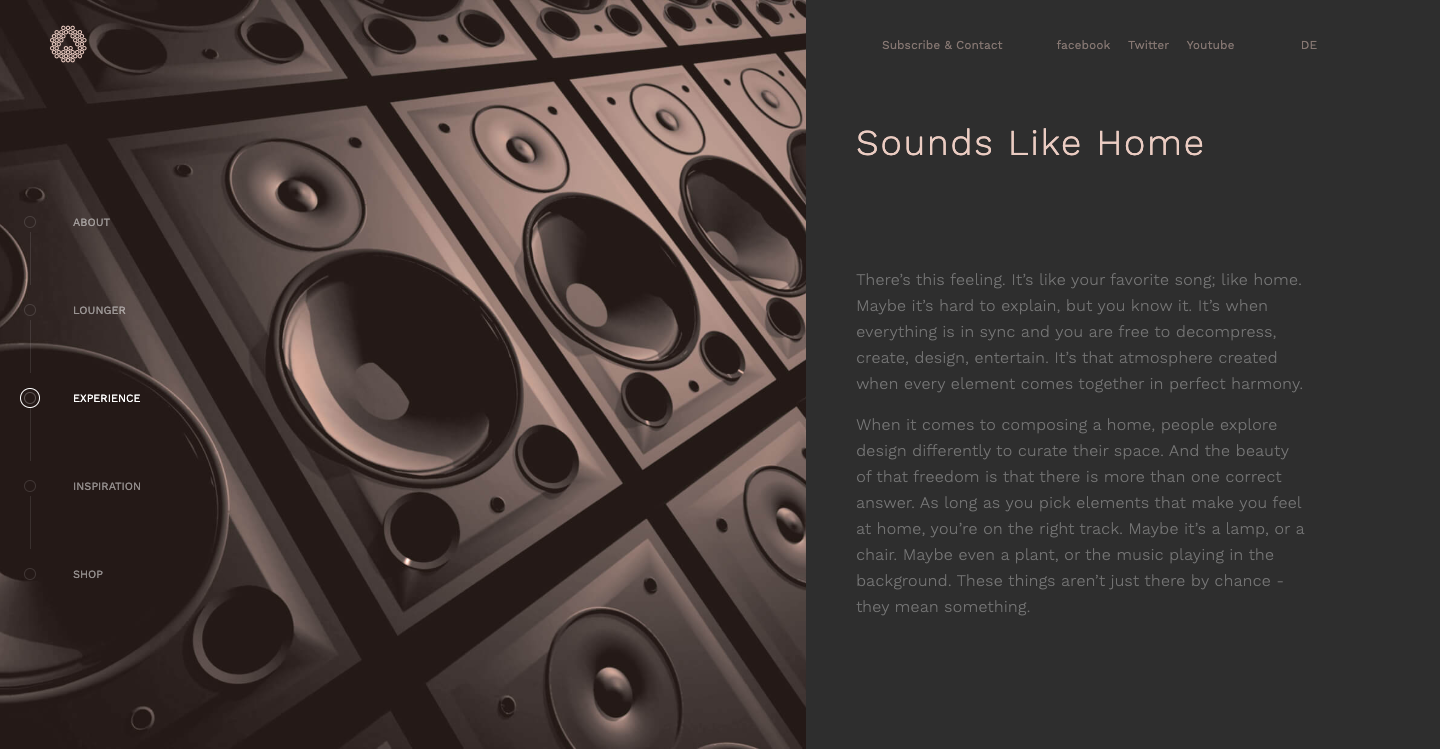 Subscribe & Contact
facebook
Twitter
Youtube
DE
Sounds Like Home
ABOUT
LOUNGER
EXPERIENCE
INSPIRATION
SHOP
There's this feeling. It's like your favorite song; like home.
Maybe it’s hard to explain, but you know it. It’s when
everything is in sync and you are free to decompress,
create, design, entertain. It’s that atmosphere created
when every element comes together in perfect harmony.
When it comes to composing a home, people explore
design differently to curate their space. And the beauty
of that freedom is that there is more than one correct
answer. As long as you pick elements that make you feel
at home, you’re on the right track. Maybe it’s a lamp, or a
chair. Maybe even a plant, or the music playing in the
background. These things aren’t just there by chance -
they mean something.